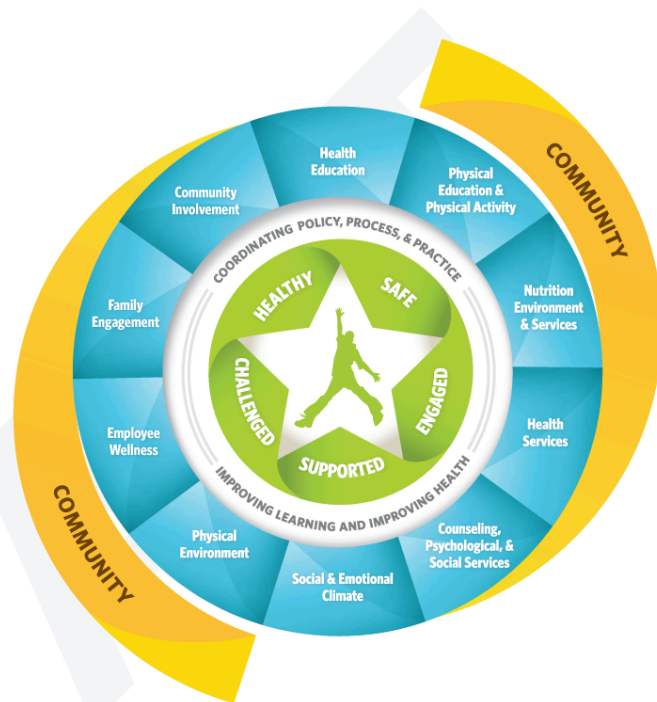 COMMUNITY
Health
Education
Physical
Education &
Physical Activity
Nutrition
Environment
& Services
Health
Services
Counseling,
Psychological, &
Social Services
Social & Emotional
Climate
Physical
Environment
Employee
Wellness
Family
Engagement
Community
Involvement
COORDINATING POLICY, PROCESS, & PRACTICE
IMPROVING LEARNING AND IMPROVING HEALTH
HEALTHY
SAFE
ENGAGED
SUPPORTED
CHALLENGED
COMMUNITY